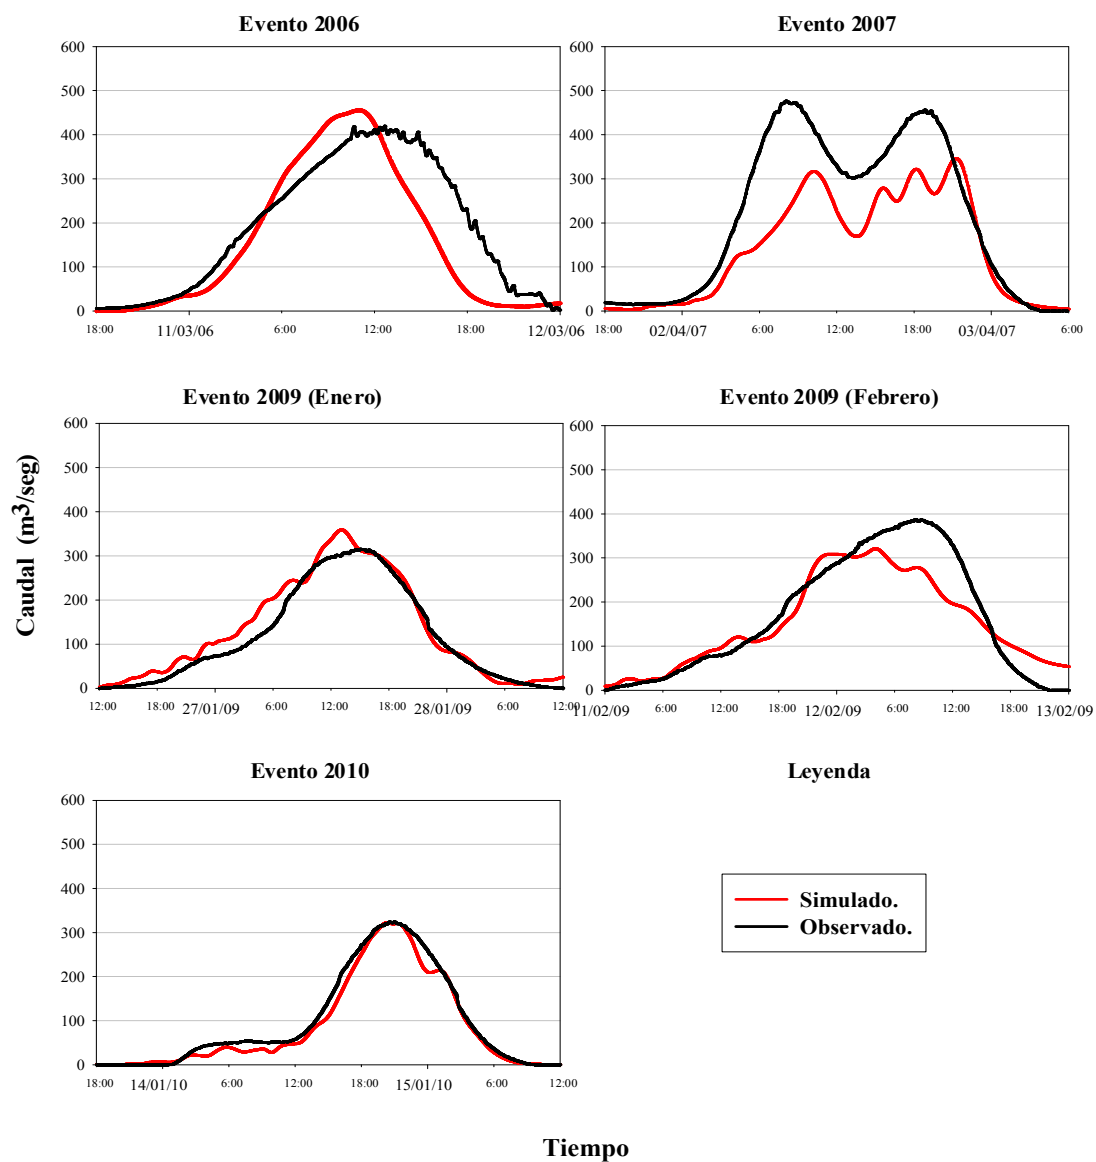 Evento 2006
600
500
400
300
200
100
0
18:00 11/03/06 6:00 12:00 18:00 12/03/06
Evento 2007
600
500
400
300
200
100
0
18:00 02/04/07 6:00 12:00 18:00 03/04/07 6:00
Evento 2009 (Enero)
600
500
400
300
200
100
0
12:00 18:00 27/01/09 6:00 12:00 18:00 28/01/09 6:00 12:00
Evento 2009 (Febrero)
600
500
400
300
200
100
0
11/02/09 6:00 12:00 18:00 12/02/09 6:00 12:00 18:00 13/02/09
Caudal (m3/seg)
Evento 2010
600
500
400
300
200
100
0
18:00 14/01/10 6:00 12:00 18:00 15/01/10 6:00 12:00
Leyenda
Simulado.
Observado.
Tiempo